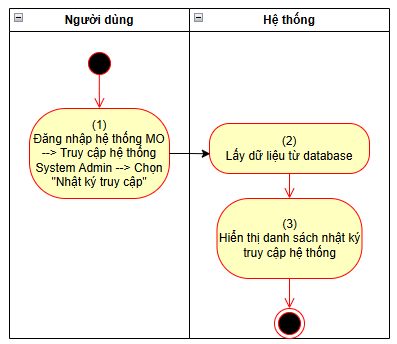 Người dùng
Hệ thống
(1)
Đăng nhập hệ thống MO
--> Truy cập hệ thống
System Admin --> Chọn
"Nhật ký truy cập"
(2)
Lấy dữ liệu từ database
(3)
Hiển thị danh sách nhật ký
truy cập hệ thống